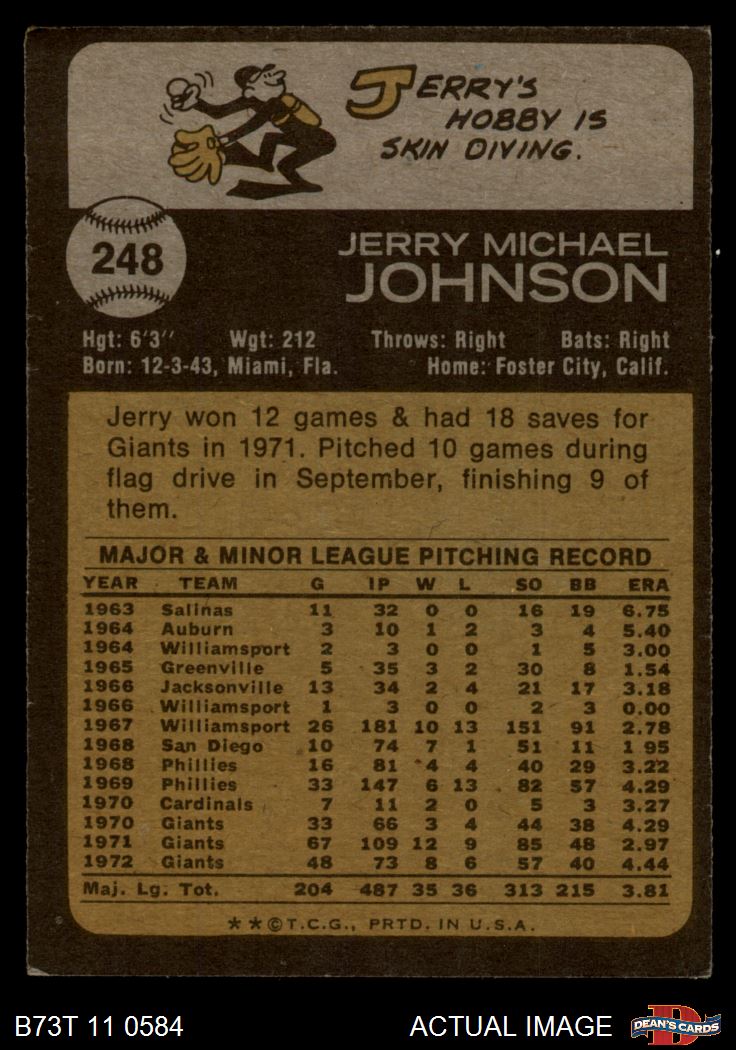 JERRY'S
HOBBY IS
SKIN DIVING.
248
JERRY MICHAEL
JOHNSON
Hgt: 6'3'' Wgt: 212 Throws: Right Bats: Right
Born: 12-3-43, Miami, Fla. Home: Foster City, Calif.
Jerry won 12 games & had 18 saves for
Giants in 1971. Pitched 10 games during
flag drive in September, finishing 9 of
them.
MAJOR & MINOR LEAGUE PITCHING RECORD
YEAR TEAM G IP W L SO BB ERA
1963 Salinas 11 32 0 0 16 19 6.75
1964 Auburn 3 10 1 2 3 4 5.40
1964 Williamsport 2 3 0 0 1 5 3.00
1965 Greenville 5 35 3 2 30 8 1.54
1966 Jacksonville 13 34 2 4 21 17 3.18
1966 Williamsport 1 3 0 0 2 3 0.00
1967 Williamsport 26 181 10 13 151 91 2.78
1968 San Diego 10 74 7 1 51 11 1 95
1968 Phillies 16 81 4 4 40 29 3.22
1969 Phillies 33 147 6 13 82 57 4.29
1970 Cardinals 7 11 2 0 5 3 3.27
1970 Giants 33 66 3 4 44 38 4.29
1971 Giants 67 109 12 9 85 48 2.97
1972 Giants 48 73 8 6 57 40 4.44
Maj. Lg. Tot. 204 487 35 36 313 215 3.81
**©T.C.G., PRTD. IN U.S.A.
B73T 11 0584 ACTUAL IMAGE D DEAN'S CARDS